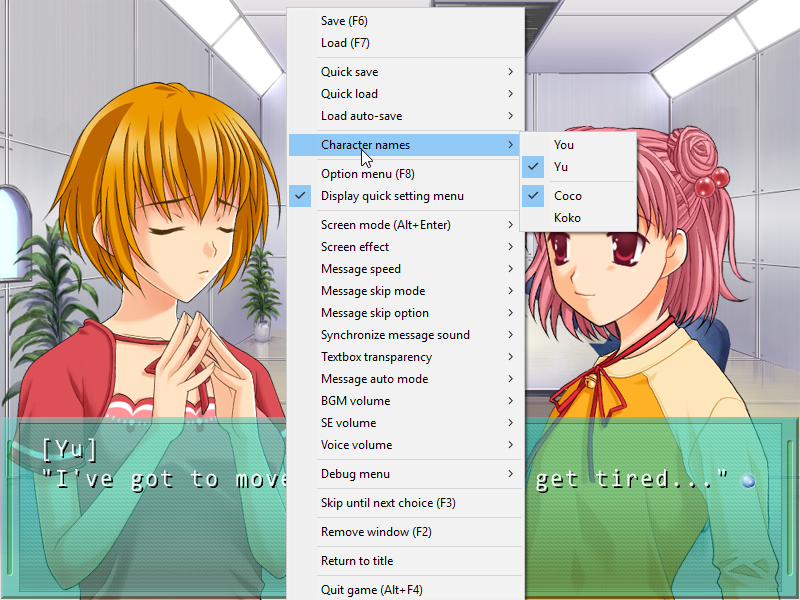 Save (F6)
Load (F7)
Quick save
Quick load
Load auto-save
Character names
You
Yu
Coco
Koko
Option menu (F8)
Display quick setting menu
Screen mode (Alt+Enter)
Screen effect
Message speed
Message skip mode
Message skip option
Synchronize message sound
Textbox transparency
Message auto mode
BGM volume
SE volume
Voice volume
Debug menu
Skip until next choice (F3)
Remove window (F2)
Return to title
Quit game (Alt+F4)
[Yu]
"I've got to move get tired..."